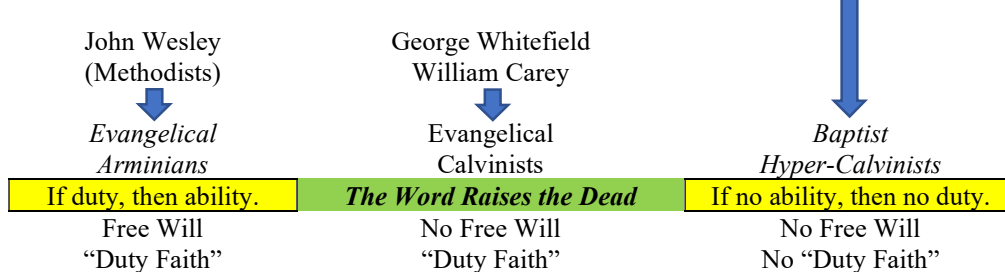 John Wesley
(Methodists)
Evangelical
Arminians
If duty, then ability.
Free Will
“Duty Faith”
George Whitefield
William Carey
Evangelical
Calvinists
The Word Raises the Dead
No Free Will
“Duty Faith”
Baptist
Hyper-Calvinists
If no ability, then no duty.
No Free Will
No “Duty Faith”